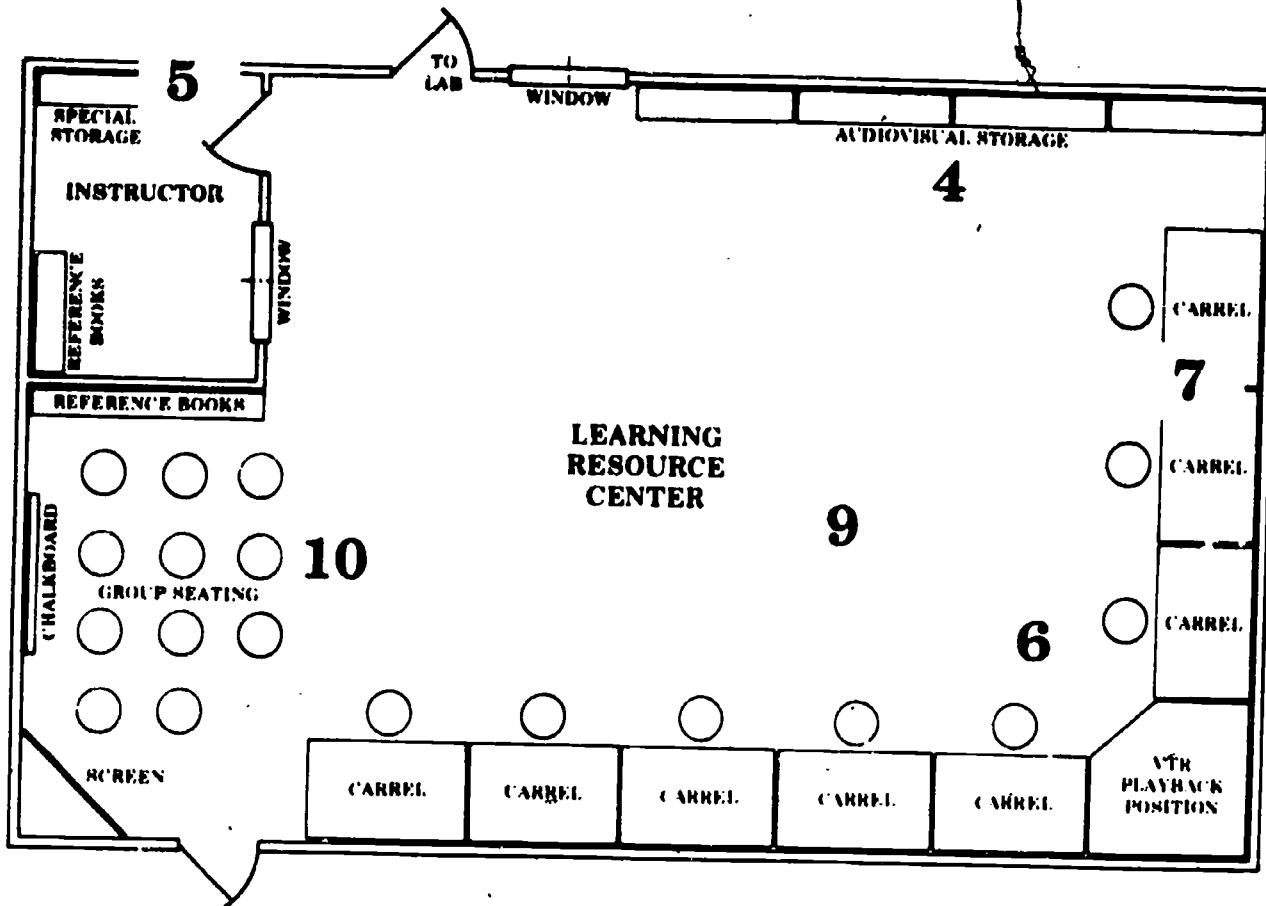 5
TO
LAB
WINDOW
SPECIAL
STORAGE
AUDIOVISUAL STORAGE
4
INSTRUCTOR
REFERENCE
BOOKS
WINDOW
CARREL
7
REFERENCE BOOKS
CARREL
LEARNING
RESOURCE
CENTER
9
CHALKBOARD
10
GROUP SEATING
CARREL
6
SCREEN
CARREL
CARREL
CARREL
CARREL
CARREL
VTR
PLAYBACK
POSITION